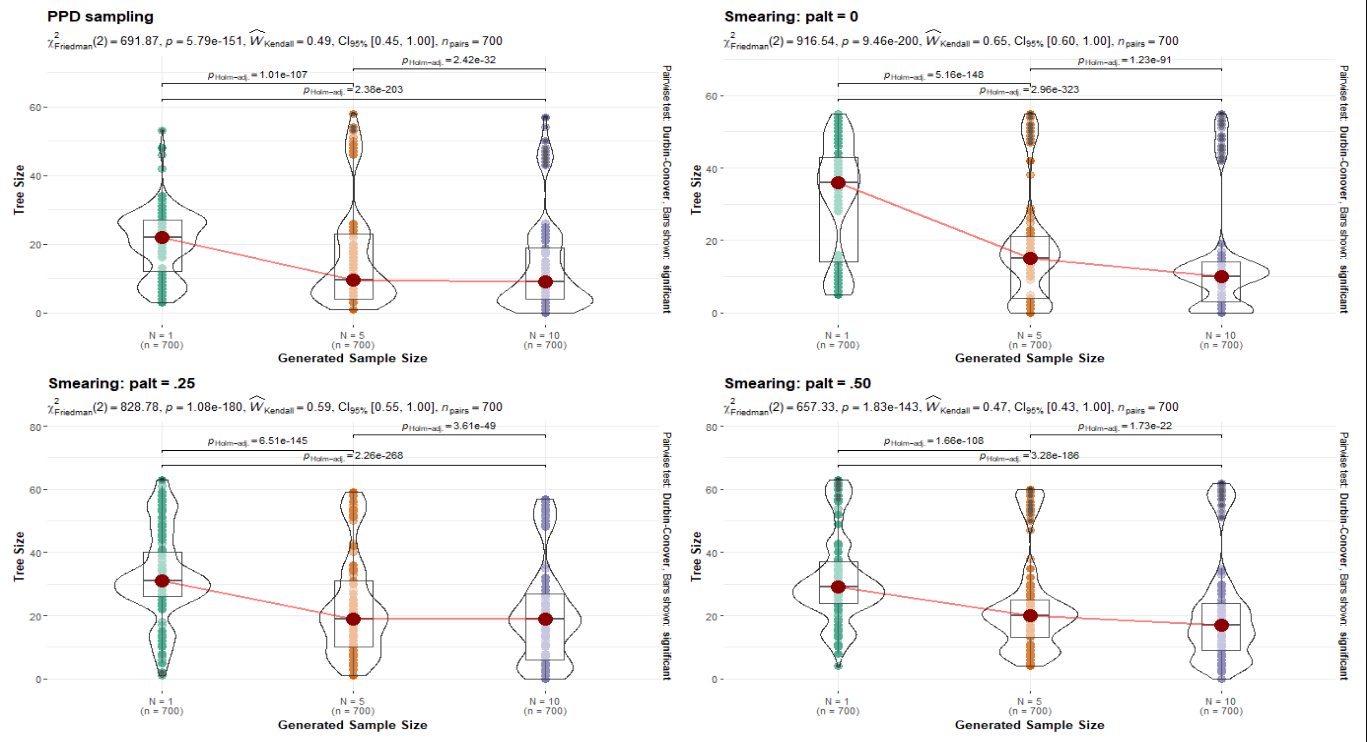 PPD sampling
χ²Friedman(2) = 691.87, p = 5.79e-151, ŴKendall = 0.49, CI95% [0.45, 1.00], npairs = 700
pHolm−adj. = 2.42e-32
pHolm−adj. = 1.01e-107
pHolm−adj. = 2.38e-203
60
40
20
0
Tree Size
N = 1
(n = 700)
N = 5
(n = 700)
N = 10
(n = 700)
Generated Sample Size
Pairwise test: Durbin-Conover, Bars shown: significant
Smearing: palt = 0
χ²Friedman(2) = 916.54, p = 9.46e-200, ŴKendall = 0.65, CI95% [0.60, 1.00], npairs = 700
pHolm−adj. = 1.23e-91
pHolm−adj. = 5.16e-148
pHolm−adj. = 2.96e-323
60
40
20
0
Tree Size
N = 1
(n = 700)
N = 5
(n = 700)
N = 10
(n = 700)
Generated Sample Size
Pairwise test: Durbin-Conover, Bars shown: significant
Smearing: palt = .25
χ²Friedman(2) = 828.78, p = 1.08e-180, ŴKendall = 0.59, CI95% [0.55, 1.00], npairs = 700
pHolm−adj. = 3.61e-49
pHolm−adj. = 6.51e-145
pHolm−adj. = 2.26e-268
80
60
40
20
0
Tree Size
N = 1
(n = 700)
N = 5
(n = 700)
N = 10
(n = 700)
Generated Sample Size
Pairwise test: Durbin-Conover, Bars shown: significant
Smearing: palt = .50
χ²Friedman(2) = 657.33, p = 1.83e-143, ŴKendall = 0.47, CI95% [0.43, 1.00], npairs = 700
pHolm−adj. = 1.73e-22
pHolm−adj. = 1.66e-108
pHolm−adj. = 3.28e-186
80
60
40
20
0
Tree Size
N = 1
(n = 700)
N = 5
(n = 700)
N = 10
(n = 700)
Generated Sample Size
Pairwise test: Durbin-Conover, Bars shown: significant